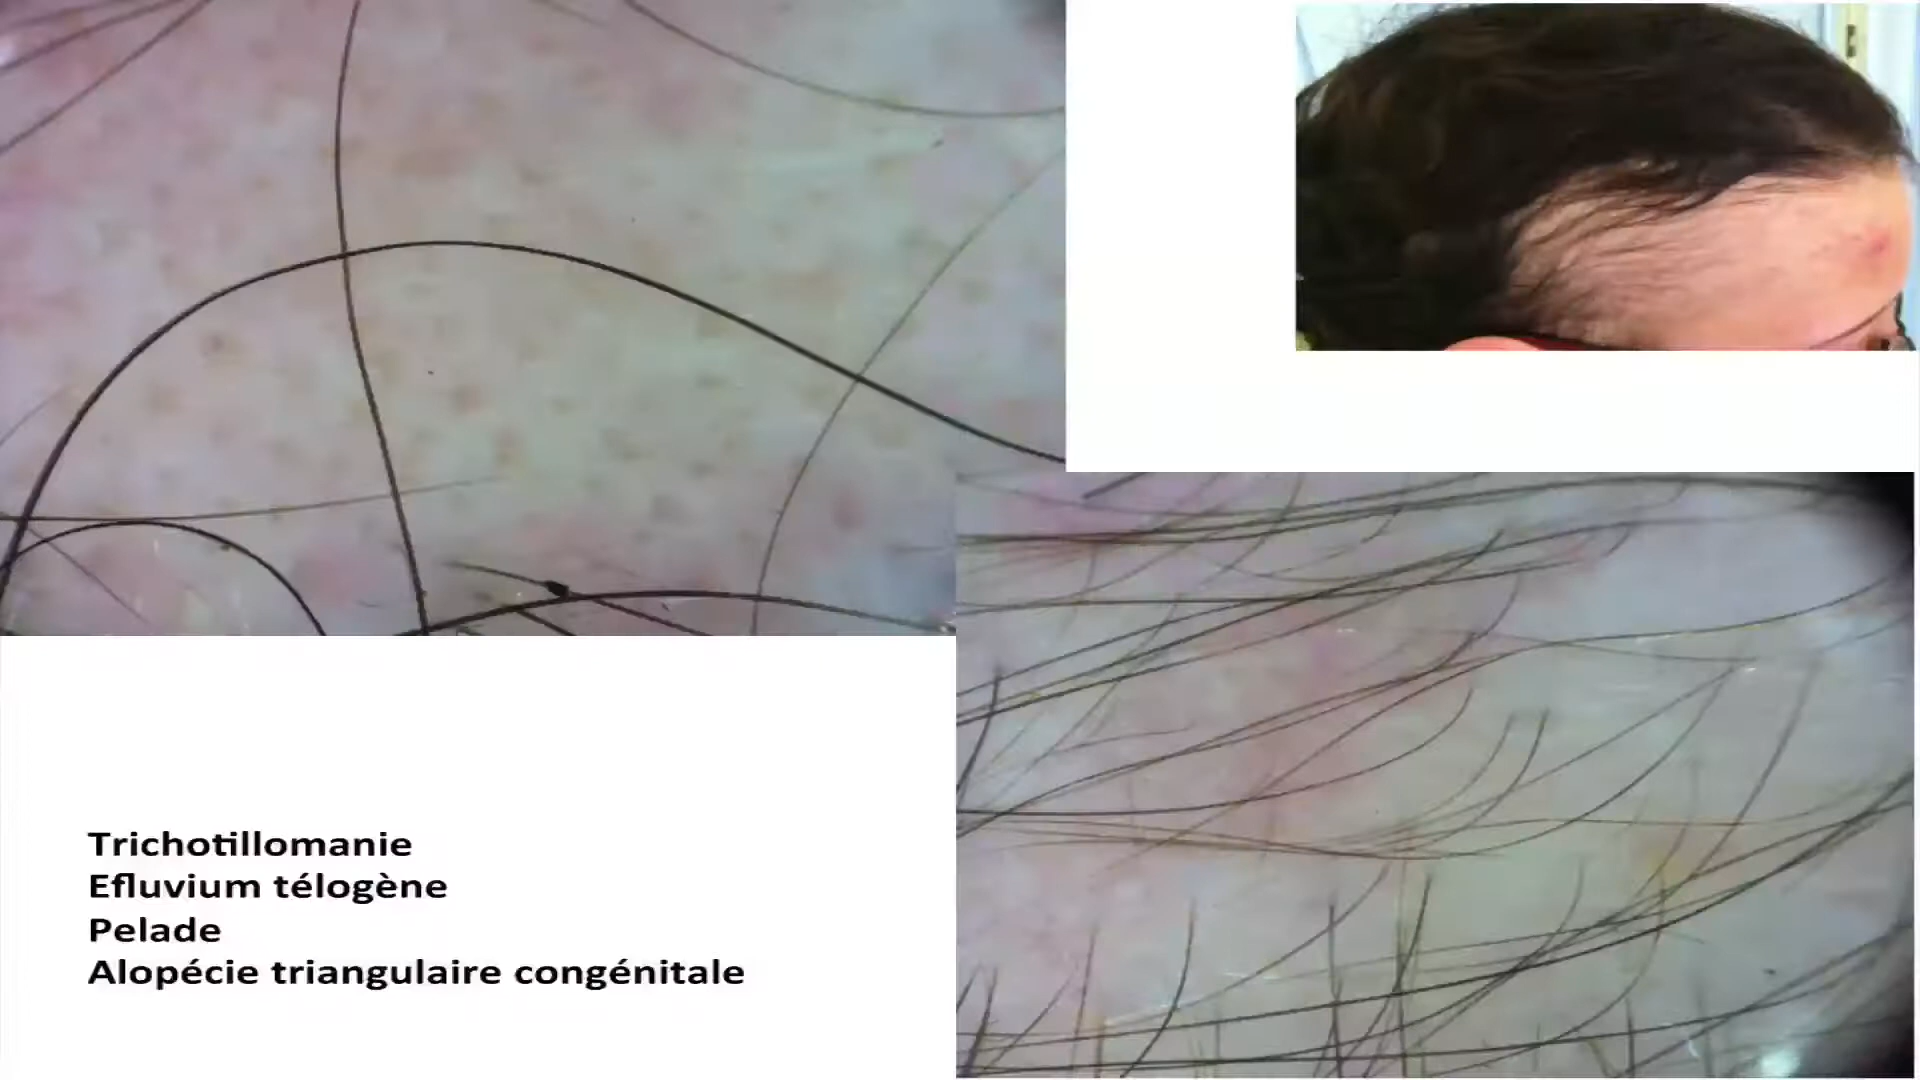 Trichotillomanie
Efluvium télogène
Pelade
Alopécie triangulaire congénitale